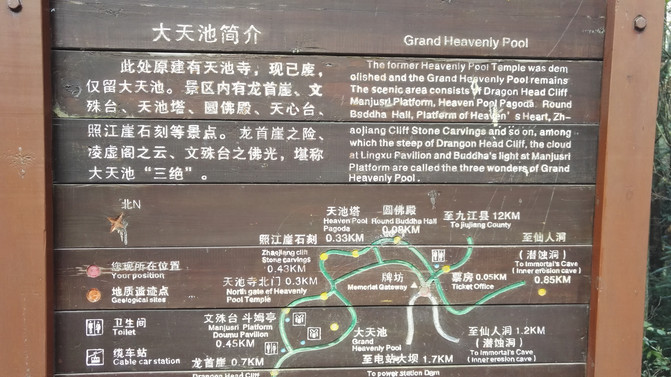 大天池简介
Grand Heavenly Pool
此处原建有天池寺，现已废，
仅留大天池。景区内有龙首崖、文
殊台、天池塔、圆佛殿、天心台、
照江崖石刻等景点。龙首崖之险、
凌虚阁之云、文殊台之佛光，堪称
大天池“三绝”。
The former Heavenly Pool Temple was dem
olished and the Grand Heavenly Pool remains
The scenic area consists of Dragon Head Cliff
Manjusri Platform, Heaven Pool Pagoda, Round
Bsddha Hall, Platform of Heaven's Heart, Zh-
aojiang Cliff Stone Carvings and so on, among
which the steep of Drangon Head Cliff, the cloud
at Lingxu Pavilion and Buddha's light at Manjusri
Platform are called the three wonders of Grand
Heavenly Pool.
北N
天池塔
Heaven Pool
Pagoda
0.33KM
圆佛殿
Round Buddha Hall
0.08KM
至九江县 12KM
To jiujiang County
照江崖石刻
Zhaojiang cliff
Stone carvings
0.43KM
至仙人洞
(潜蚀洞)
To Immortal's Cave
(Inner erosion cave)
0.85KM
您现所在位置
Your position
天池寺北门 0.3KM
North gate of Heavenly
Pool Temple
牌坊
Memerial Gateway
票房 0.05KM
Ticket Office
地质遗迹点
Geological sites
卫生间
Toilet
文殊台 斗姆亭
Manjusri Platform
Doumu Pavilion
0.45KM
大天池
Grand
Heavenly Pool
至仙人洞 1.2KM
(潜蚀洞)
To Immortal's Cave
(Inner erosion cave)
缆车站
Cable car station
龙首崖 0.7KM
Dragong Head Cliff
至电站大坝 1.7KM
To power station Dam